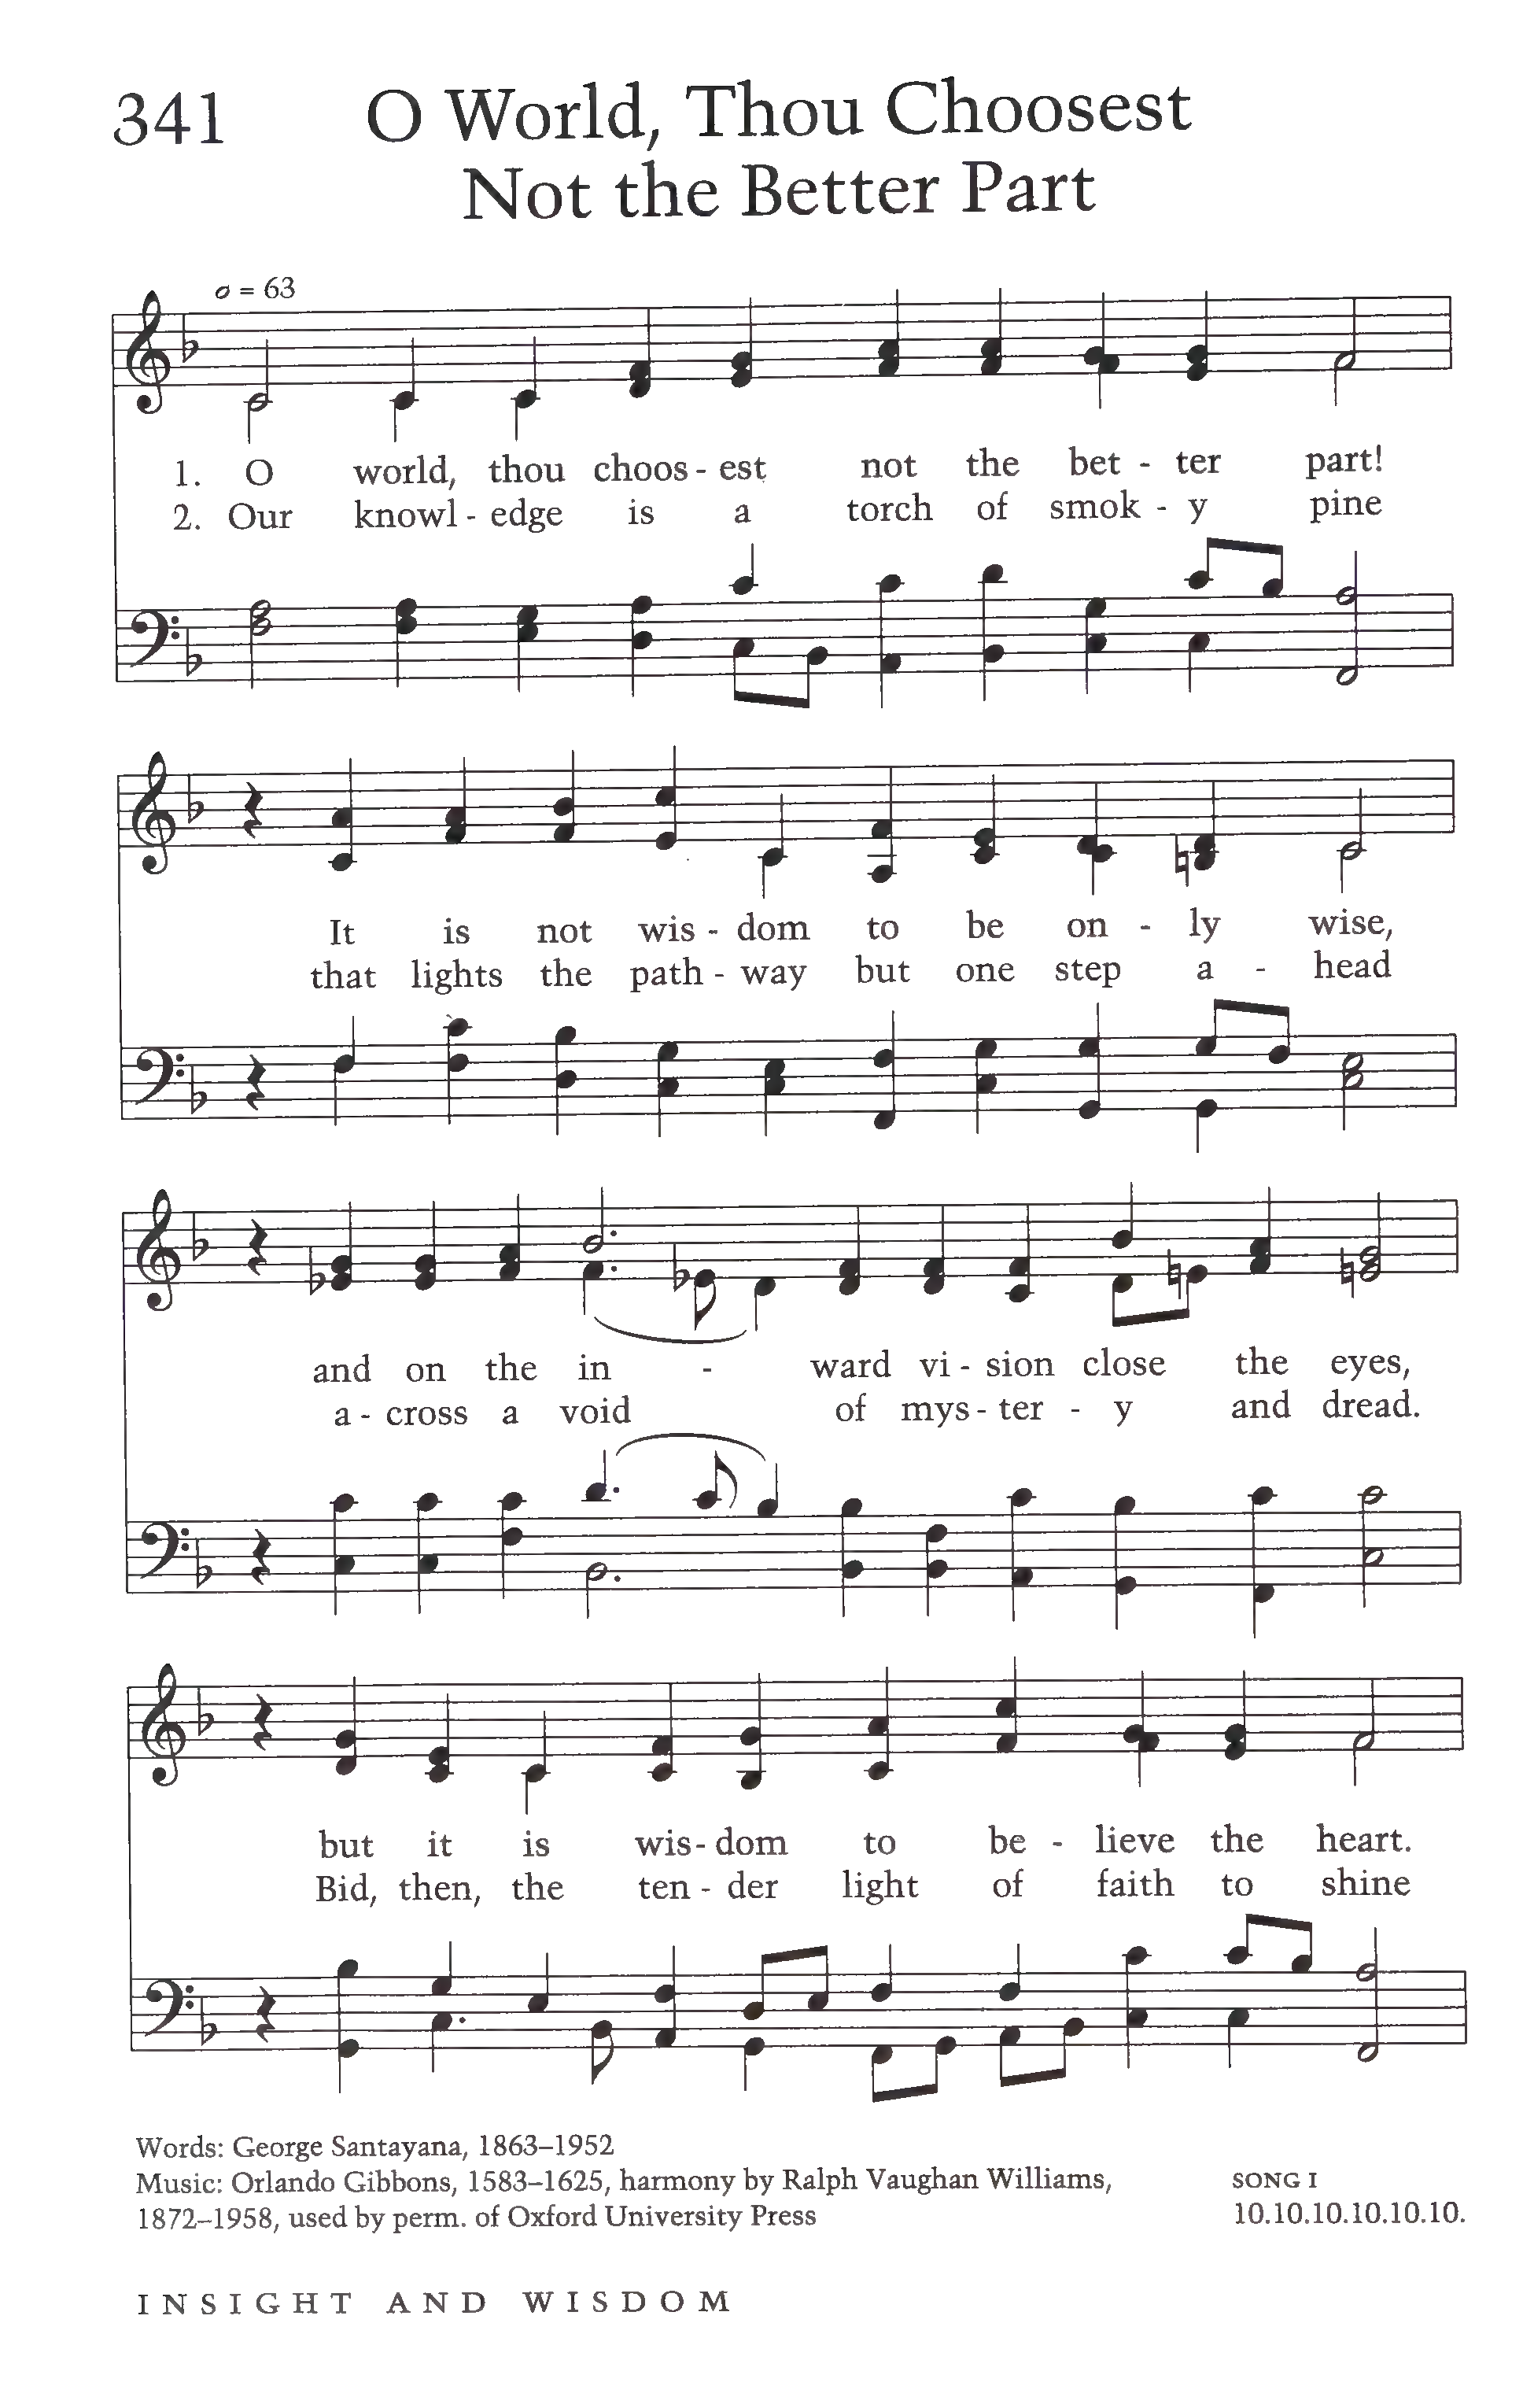 341 O World, Thou Choosest
Not the Better Part
𝅗𝅥 = 63
1. O world, thou choos - est not the bet - ter part!
2. Our knowl - edge is a torch of smok - y pine
It is not wis - dom to be on - ly wise,
that lights the path - way but one step a - head
and on the in - ward vi - sion close the eyes,
a - cross a void of mys - ter - y and dread.
but it is wis - dom to be - lieve the heart.
Bid, then, the ten - der light of faith to shine
Words: George Santayana, 1863–1952
Music: Orlando Gibbons, 1583–1625, harmony by Ralph Vaughan Williams, SONG I
1872–1958, used by perm. of Oxford University Press 10.10.10.10.10.10.
INSIGHT AND WISDOM